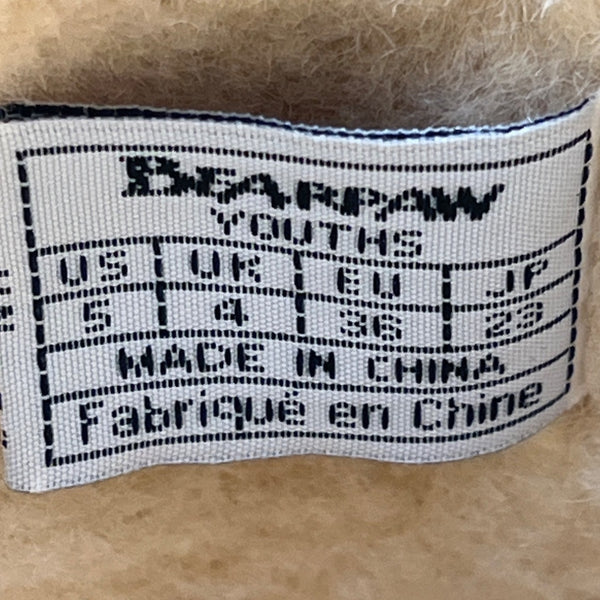 BEARPAW
YOUTHS
US UK EU JP
5 4 36 23
MADE IN CHINA
Fabriqué en Chine